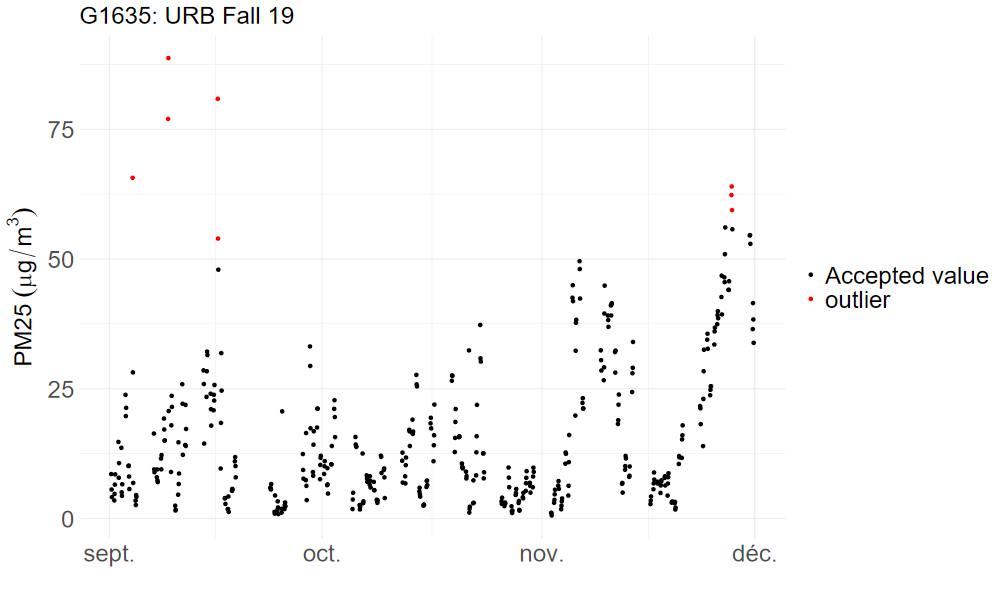 G1635: URB Fall 19
PM25 (μg/m³)
75
50
25
0
sept.
oct.
nov.
déc.
Accepted value
outlier